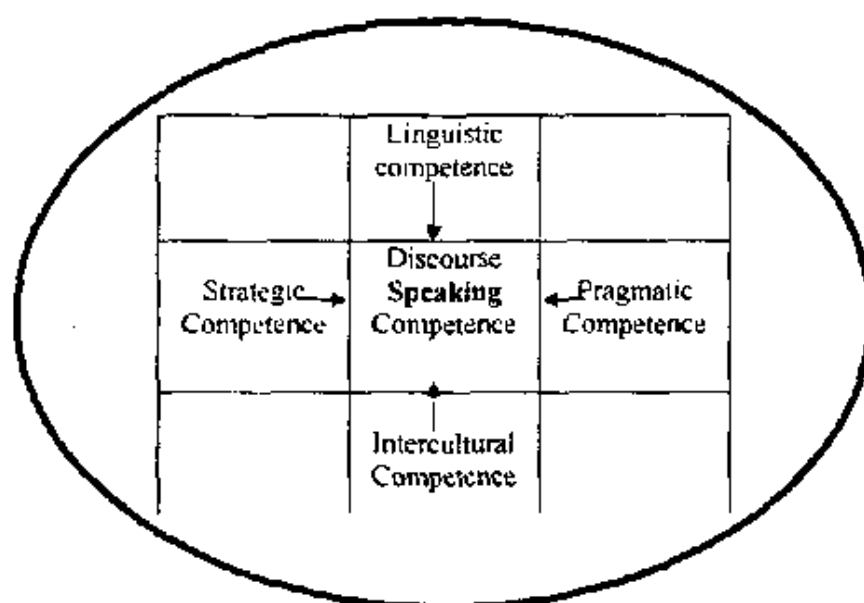 Linguistic
competence
Discourse
Strategic Speaking Pragmatic
Competence Competence Competence
Intercultural
Competence